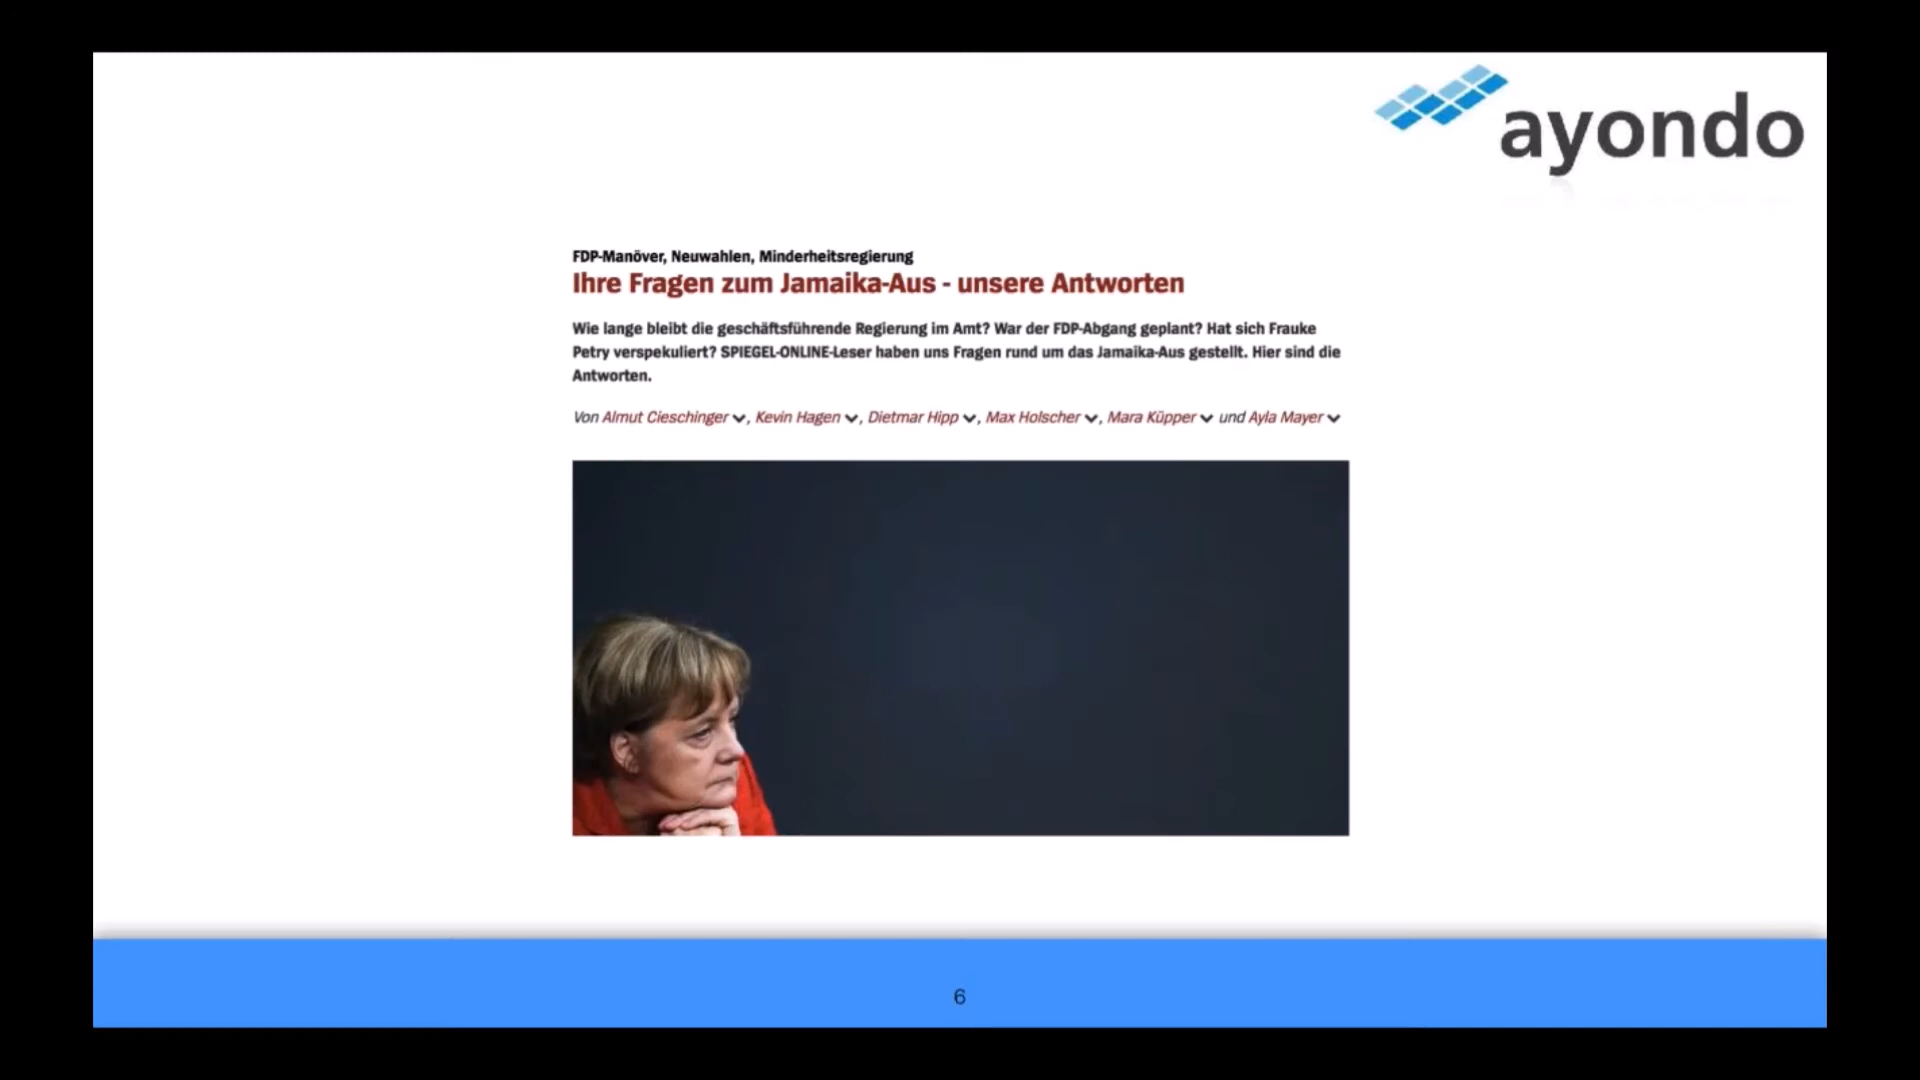 ayondo
FDP-Manöver, Neuwahlen, Minderheitsregierung
Ihre Fragen zum Jamaika-Aus - unsere Antworten
Wie lange bleibt die geschäftsführende Regierung im Amt? War der FDP-Abgang geplant? Hat sich Frauke
Petry verspekuliert? SPIEGEL-ONLINE-Leser haben uns Fragen rund um das Jamaika-Aus gestellt. Hier sind die
Antworten.
Von Almut Cieschinger, Kevin Hagen, Dietmar Hipp, Max Holscher, Mara Küpper und Ayla Mayer
6